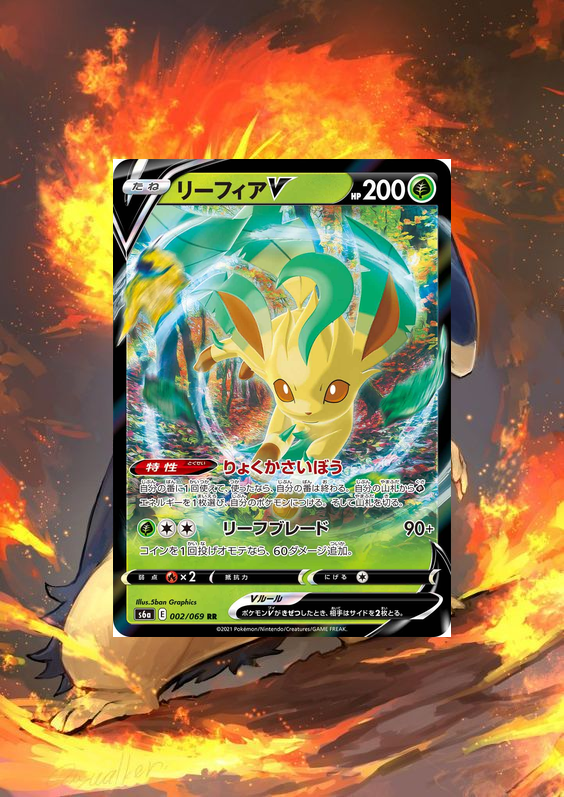 たね
リーフィアV
HP200
特性
とくせい
りょくかさいぼう
自分の番に1回使えて、使ったなら、自分の番は終わる。自分の山札から
エネルギーを1枚選び、自分のポケモンにつける。そして山札を切る。
リーフブレード 90+
コインを1回投げオモテなら、60ダメージ追加。
弱点 ×2 抵抗力 にげる
Illus.5ban Graphics
Vルール
ポケモンVがきぜつしたとき、相手はサイドを2枚とる。
s6a E 002/069 RR
©2021 Pokémon/Nintendo/Creatures/GAME FREAK.